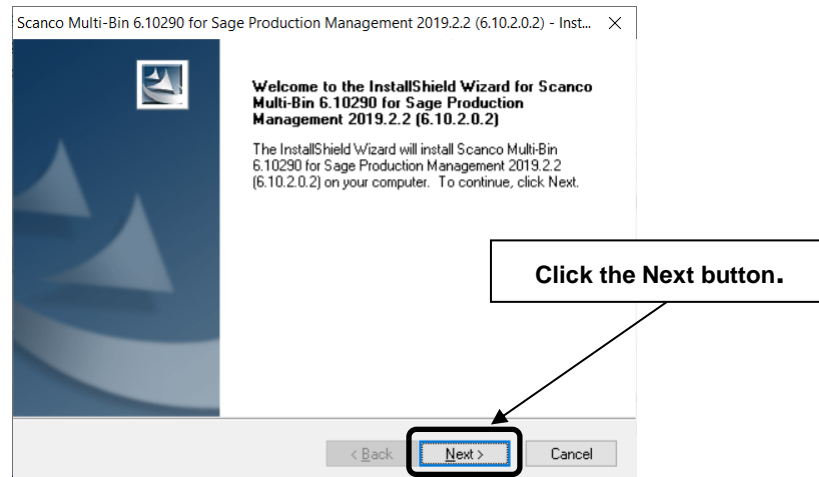 Scanco Multi-Bin 6.10290 for Sage Production Management 2019.2.2 (6.10.2.0.2) - Inst...
Welcome to the InstallShield Wizard for Scanco
Multi-Bin 6.10290 for Sage Production
Management 2019.2.2 (6.10.2.0.2)
The InstallShield Wizard will install Scanco Multi-Bin
6.10290 for Sage Production Management 2019.2.2
(6.10.2.0.2) on your computer. To continue, click Next.
Click the Next button.
< Back Next > Cancel